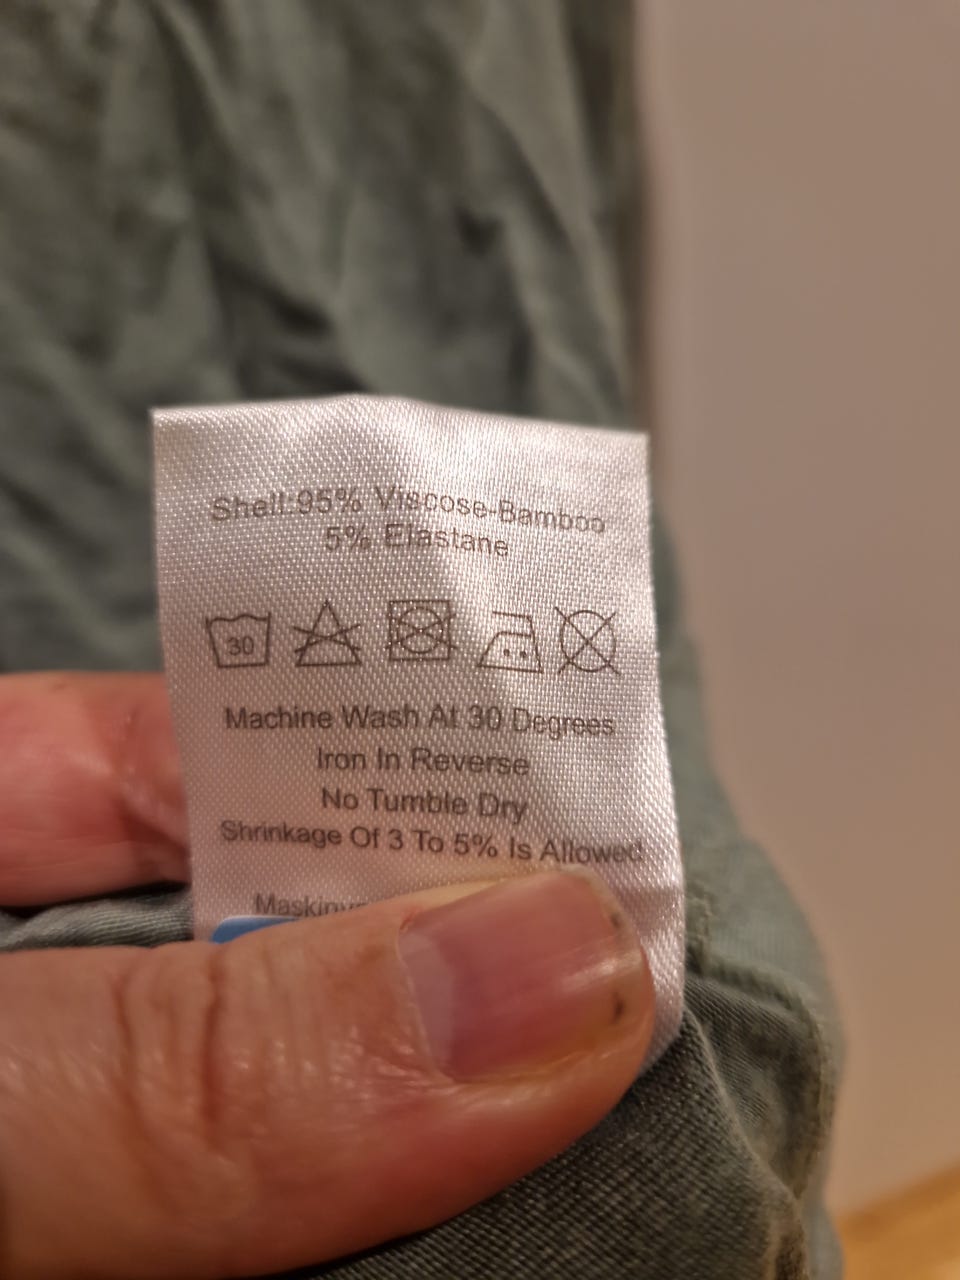 Shell:95% Viscose-Bamboo
5% Elastane
30
Machine Wash At 30 Degrees
Iron In Reverse
No Tumble Dry
Shrinkage Of 3 To 5% Is Allowed